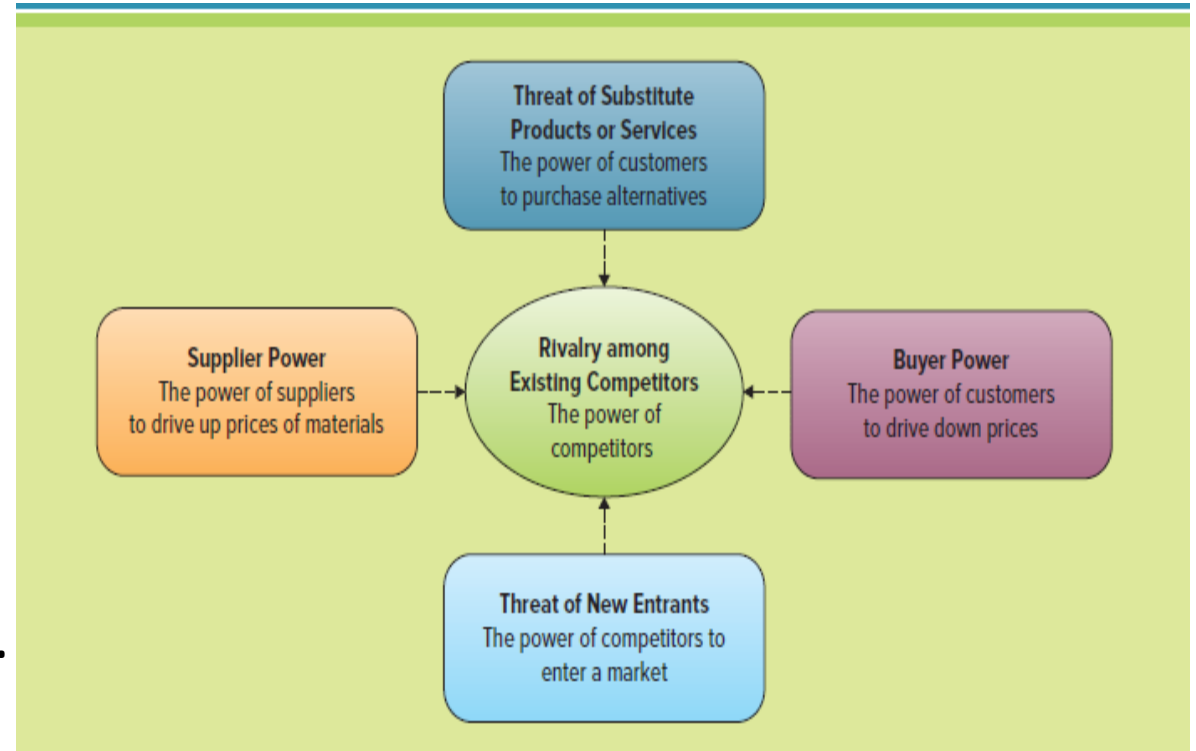 Threat of Substitute
Products or Services
The power of customers
to purchase alternatives
Supplier Power
The power of suppliers
to drive up prices of materials
Rivalry among
Existing Competitors
The power of
competitors
Buyer Power
The power of customers
to drive down prices
Threat of New Entrants
The power of competitors to
enter a market
.